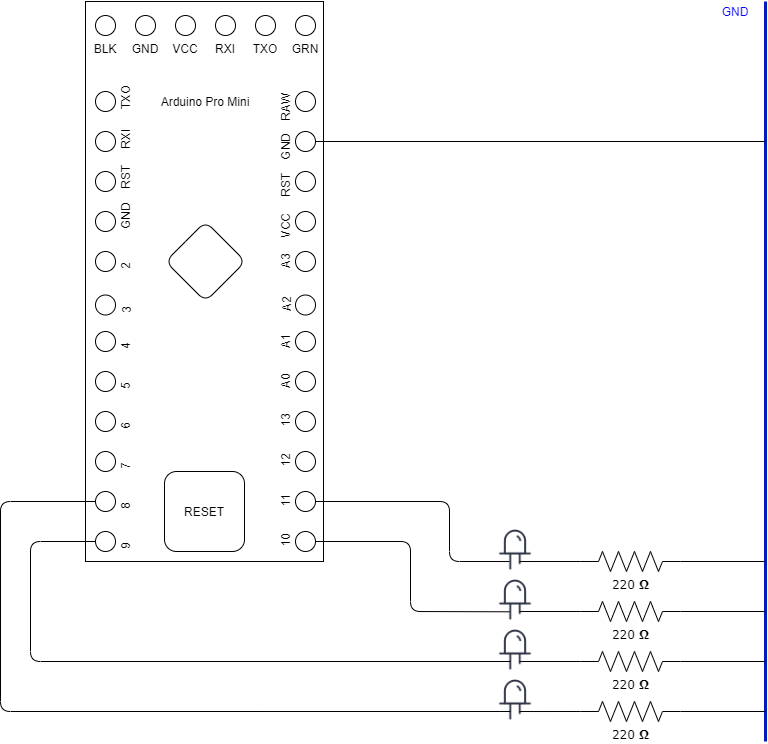 GND
BLK GND VCC RXI TXO GRN
Arduino Pro Mini
TXO
RXI
RST
GND
2
3
4
5
6
7
8
9
RAW
GND
RST
VCC
A3
A2
A1
A0
13
12
11
10
RESET
220 Ω
220 Ω
220 Ω
220 Ω